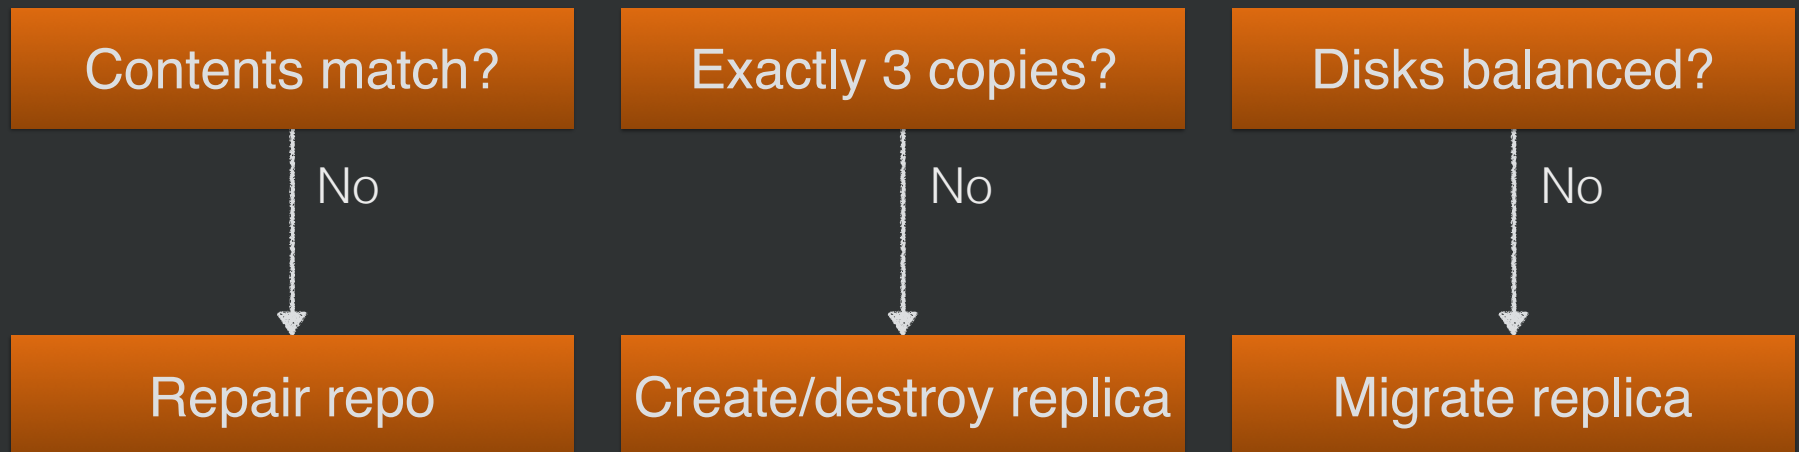 Contents match?
Exactly 3 copies?
Disks balanced?
No
No
No
Repair repo
Create/destroy replica
Migrate replica